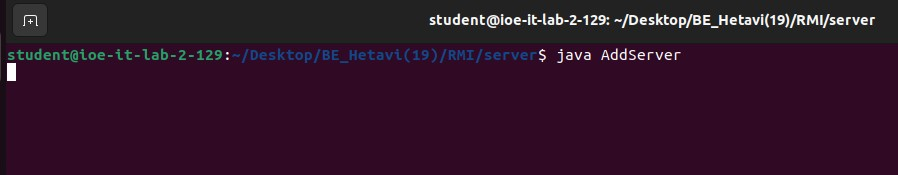 student@ioe-it-lab-2-129: ~/Desktop/BE_Hetavi(19)/RMI/server
student@ioe-it-lab-2-129:~/Desktop/BE_Hetavi(19)/RMI/server$ java AddServer